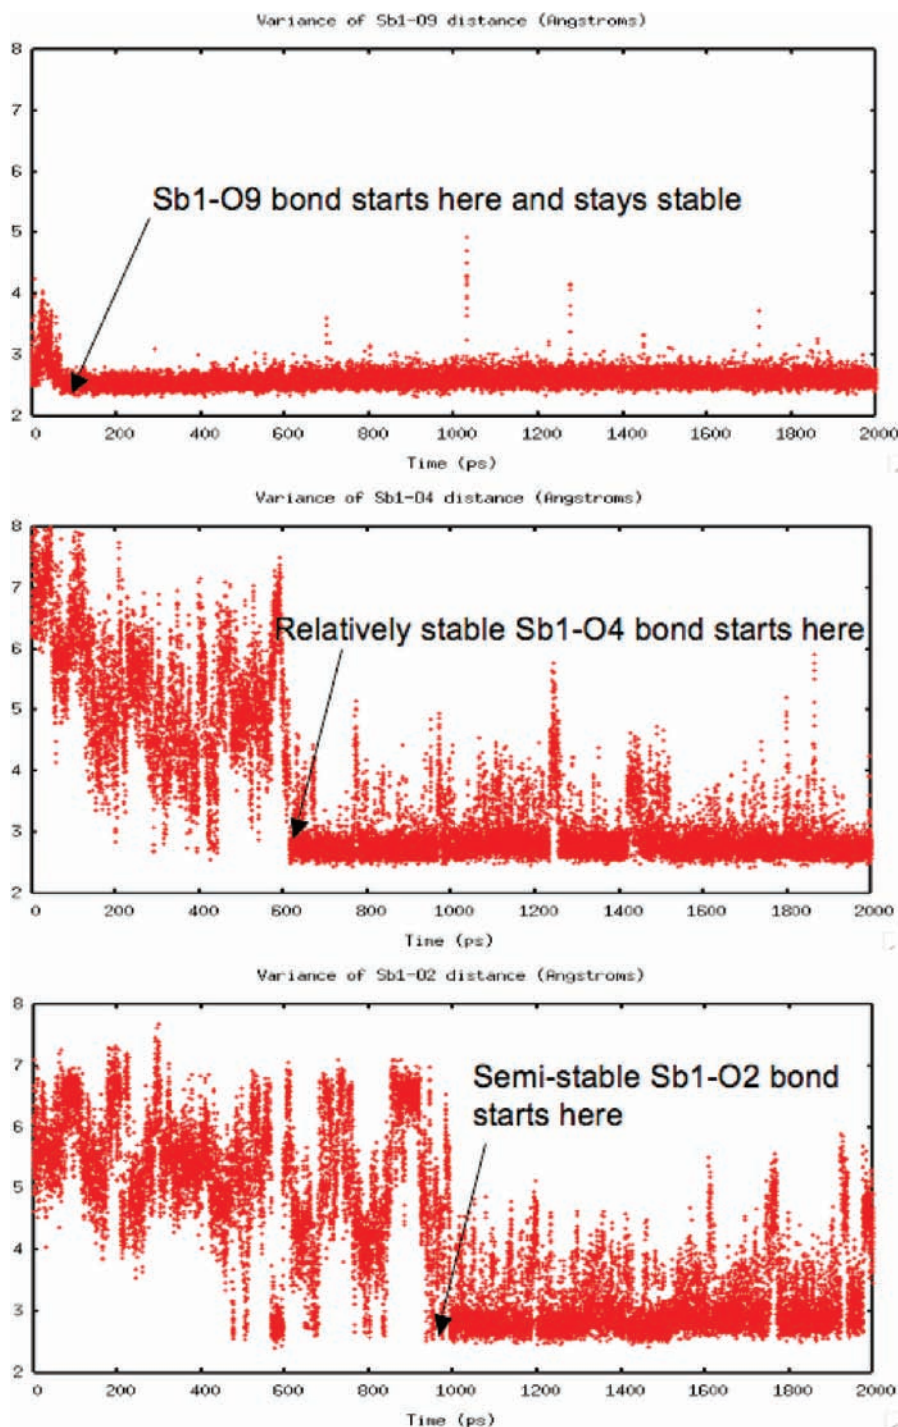 Variance of Sb1-O9 distance (Angstroms)
8
7
6
Sb1-O9 bond starts here and stays stable
5
4
3
2
0 200 400 600 800 1000 1200 1400 1600 1800 2000
Time (ps)
Variance of Sb1-O4 distance (Angstroms)
8
7
Relatively stable Sb1-O4 bond starts here
6
5
4
3
2
0 200 400 600 800 1000 1200 1400 1600 1800 2000
Time (ps)
Variance of Sb1-O2 distance (Angstroms)
8
7
Semi-stable Sb1-O2 bond
starts here
6
5
4
3
2
0 200 400 600 800 1000 1200 1400 1600 1800 2000
Time (ps)